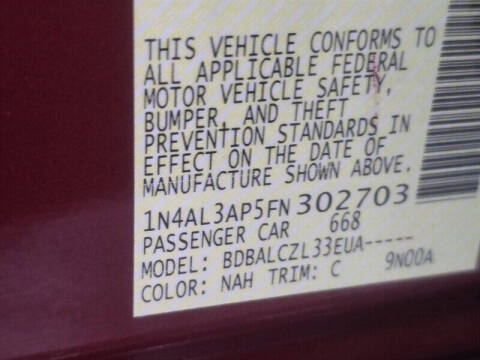 THIS VEHICLE CONFORMS TO
ALL APPLICABLE FEDERAL
MOTOR VEHICLE SAFETY,
BUMPER, AND THEFT
PREVENTION STANDARDS IN
EFFECT ON THE DATE OF
MANUFACTURE SHOWN ABOVE.
1N4AL3AP5FN302703
PASSENGER CAR 668
MODEL: BDBALCZL33EUA-----
COLOR: NAH TRIM: C 9N00A